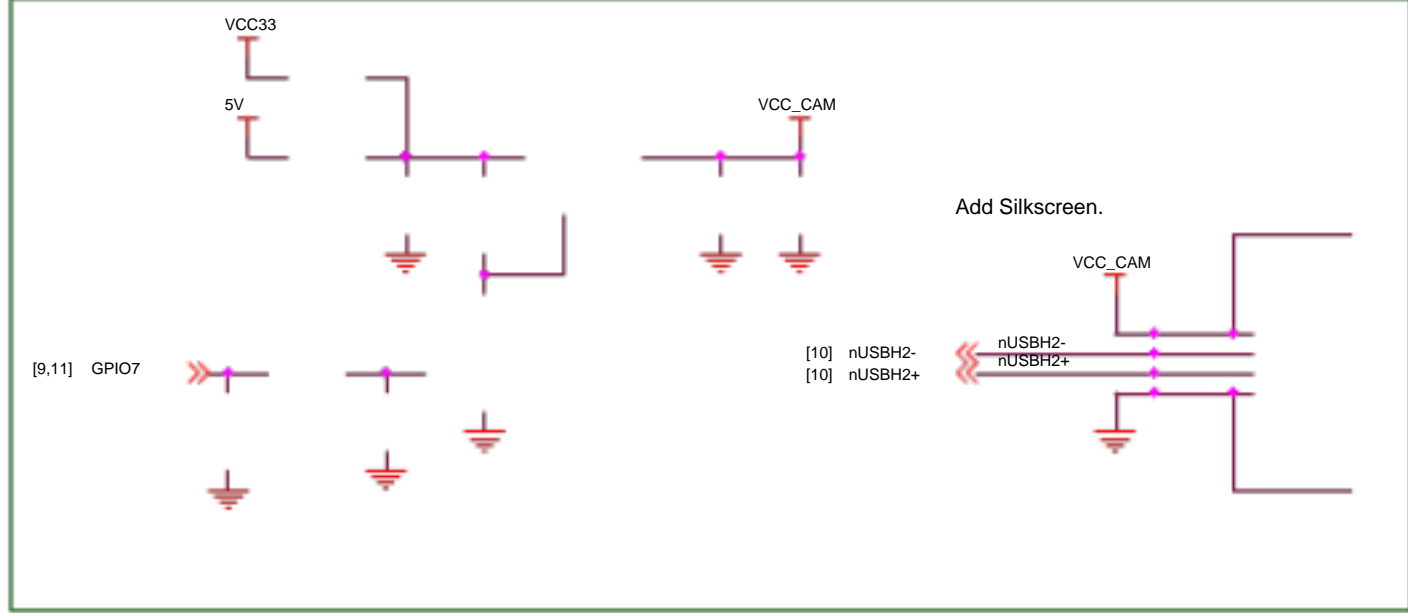 VCC33
5V
VCC_CAM
Add Silkscreen.
VCC_CAM
[10] nUSBH2- nUSBH2-
[10] nUSBH2+ nUSBH2+
[9,11] GPIO7